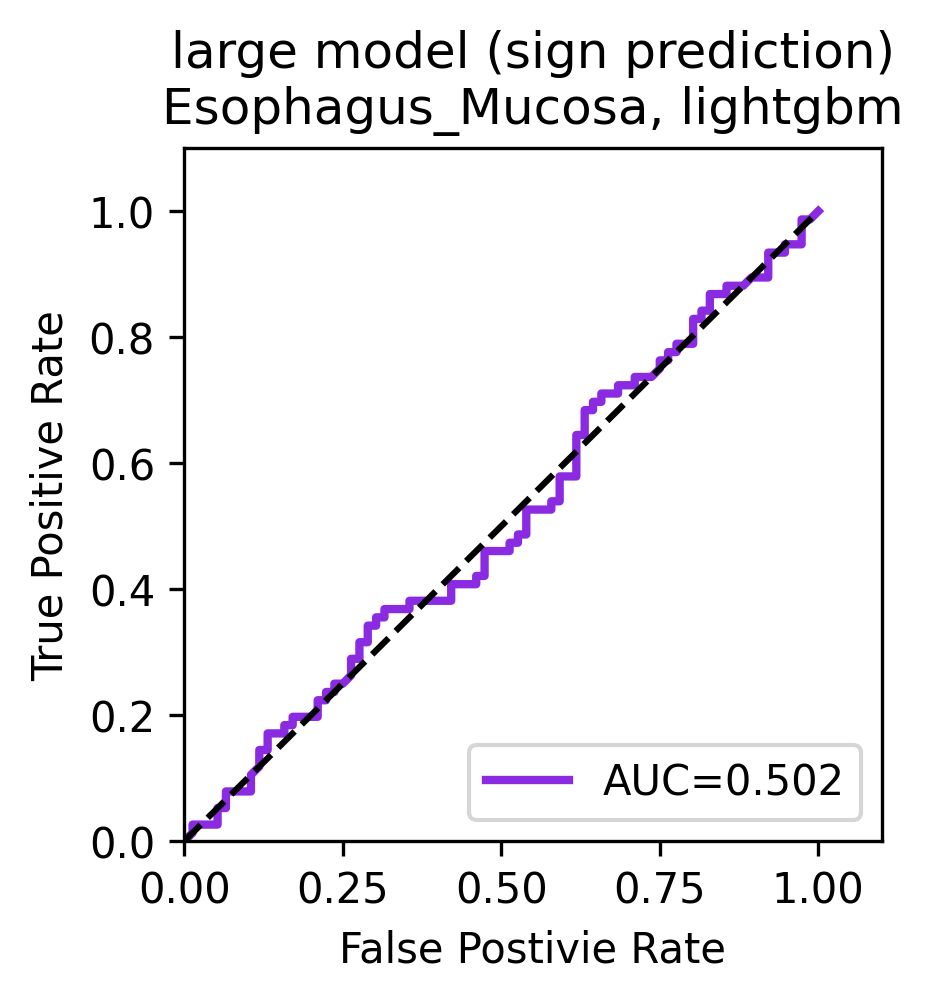 large model (sign prediction)
Esophagus_Mucosa, lightgbm
True Positive Rate
1.0
0.8
0.6
0.4
0.2
0.0
AUC=0.502
0.00 0.25 0.50 0.75 1.00
False Postivie Rate